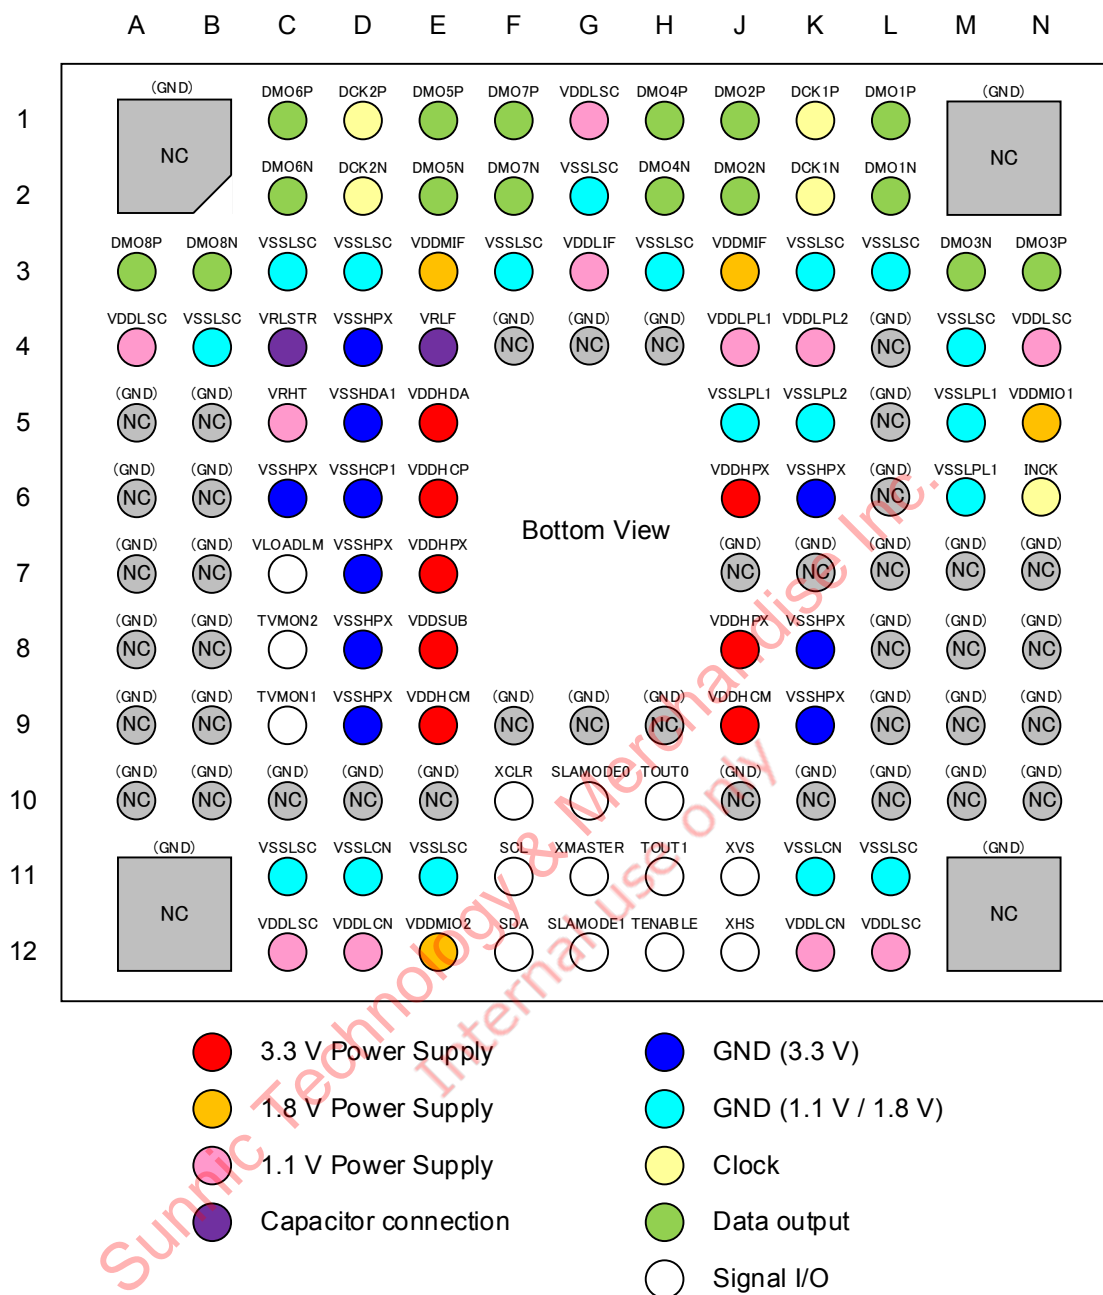 A B C D E F G H J K L M N
(GND) DMO6P DCK2P DMO5P DMO7P VDDLSC DMO4P DMO2P DCK1P DMO1P (GND)
1
NC NC
DMO6N DCK2N DMO5N DMO7N VSSLSC DMO4N DMO2N DCK1N DMO1N
2
DMO8P DMO8N VSSLSC VSSLSC VDDMIF VSSLSC VDDLIF VSSLSC VDDMIF VSSLSC VSSLSC DMO3N DMO3P
3
VDDLSC VSSLSC VRLSTR VSSHPX VRLF (GND) (GND) (GND) VDDLPL1 VDDLPL2 (GND) VSSLSC VDDLSC
4 NC NC NC NC
(GND) (GND) VRHT VSSHDA1 VDDHDA VSSLPL1 VSSLPL2 (GND) VSSLPL1 VDDMIO1
5 NC NC NC
(GND) (GND) VSSHPX VSSHCP1 VDDHCP VDDHPX VSSHPX (GND) VSSLPL1 INCK
6 NC NC NC
Bottom View
(GND) (GND) VLOADLM VSSHPX VDDHPX (GND) (GND) (GND) (GND) (GND)
7 NC NC NC NC NC NC NC
(GND) (GND) TVMON2 VSSHPX VDDSUB VDDHPX VSSHPX (GND) (GND) (GND)
8 NC NC NC NC NC
(GND) (GND) TVMON1 VSSHPX VDDHCM (GND) (GND) (GND) VDDHCM VSSHPX (GND) (GND) (GND)
9 NC NC NC NC NC NC NC NC
(GND) (GND) (GND) (GND) (GND) XCLR SLAMODE0 TOUT0 (GND) (GND) (GND) (GND) (GND)
10 NC NC NC NC NC NC NC NC NC NC
(GND) VSSLSC VSSLCN VSSLSC SCL XMASTER TOUT1 XVS VSSLCN VSSLSC (GND)
11
NC NC
VDDLSC VDDLCN VDDMIO2 SDA SLAMODE1 TENABLE XHS VDDLCN VDDLSC
12
3.3 V Power Supply GND (3.3 V)
1.8 V Power Supply GND (1.1 V / 1.8 V)
1.1 V Power Supply Clock
Capacitor connection Data output
Signal I/O
Sunnic Technology & Merchandise Inc.
Internal use only